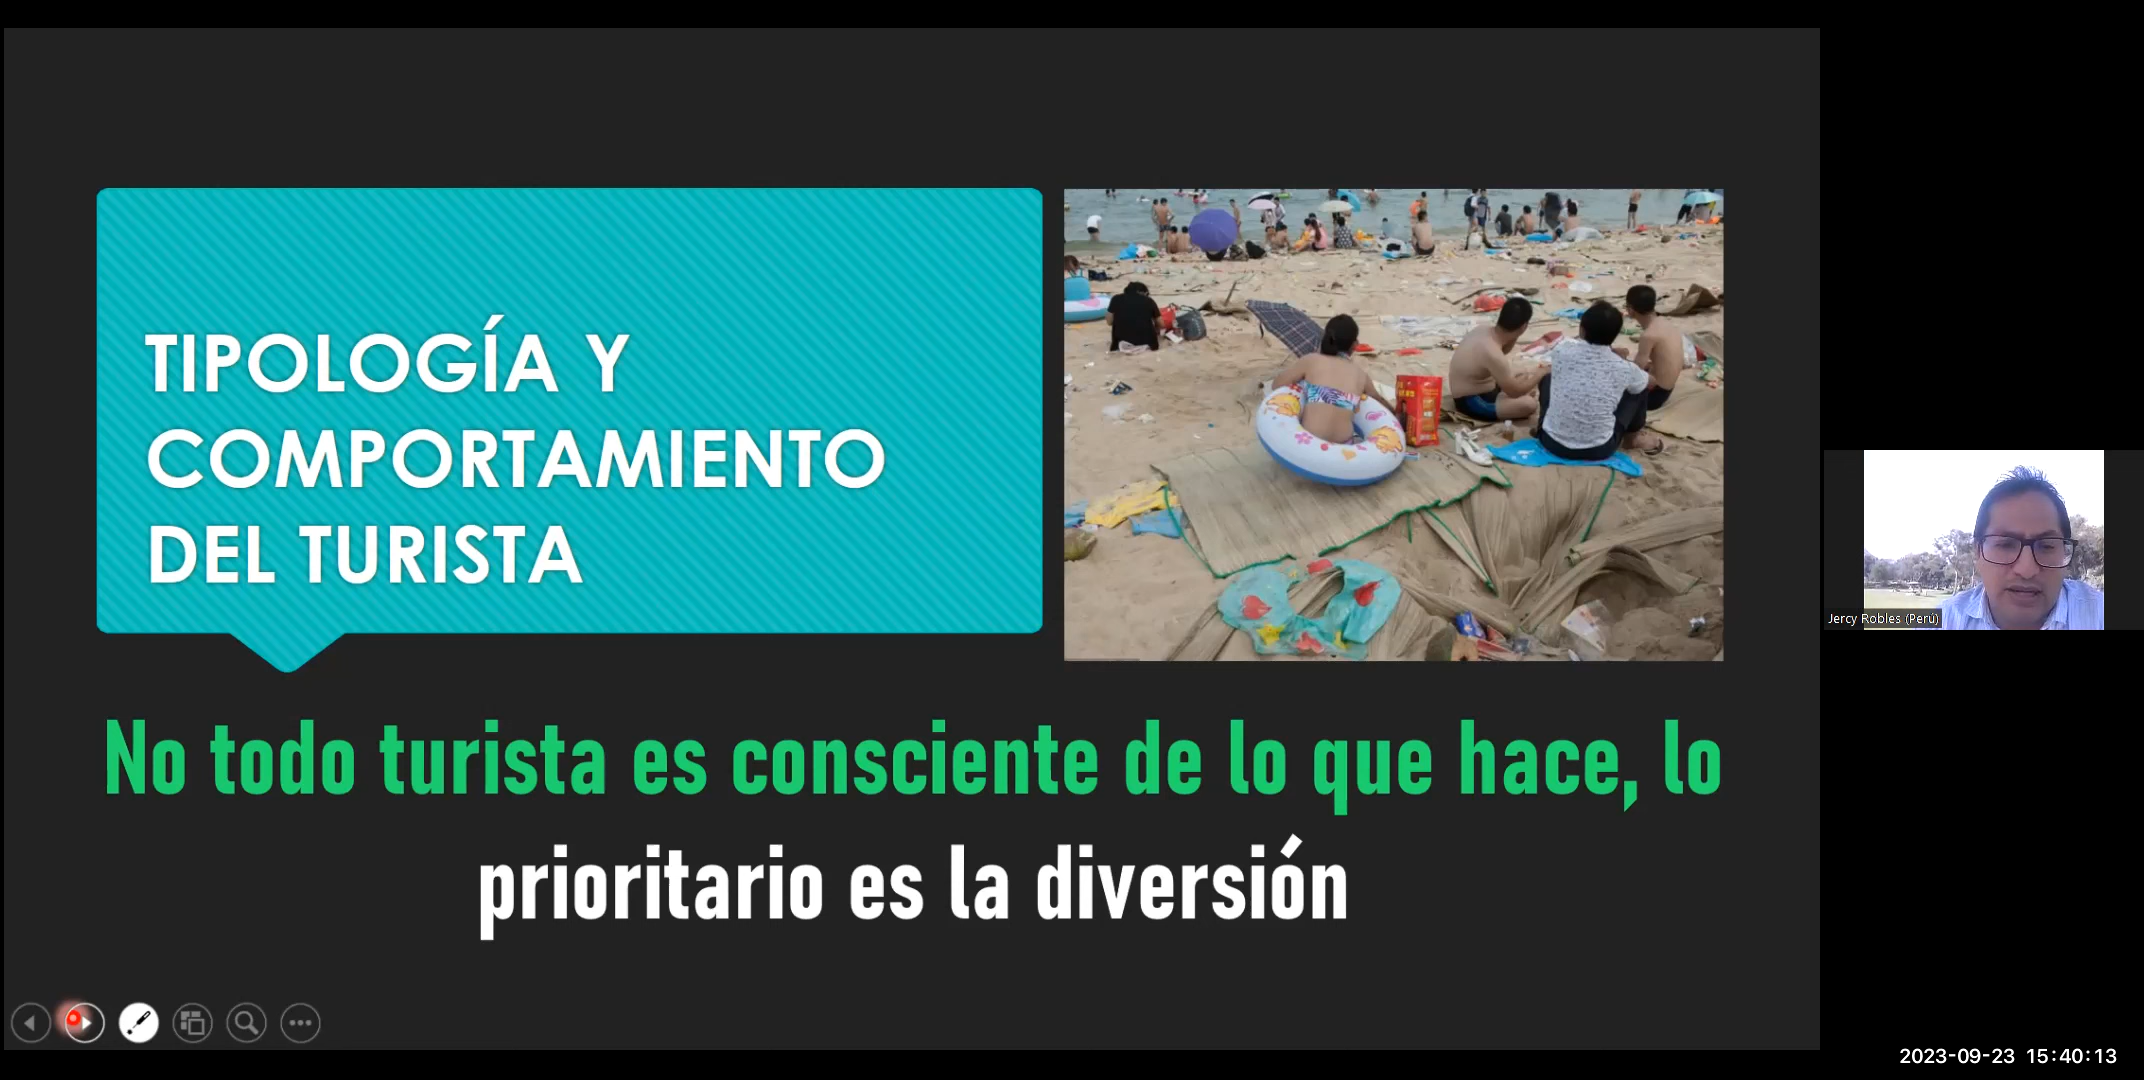 TIPOLOGÍA Y
COMPORTAMIENTO
DEL TURISTA
No todo turista es consciente de lo que hace, lo
prioritario es la diversión
Jercy Robles (Perú)
2023-09-23 15:40:13